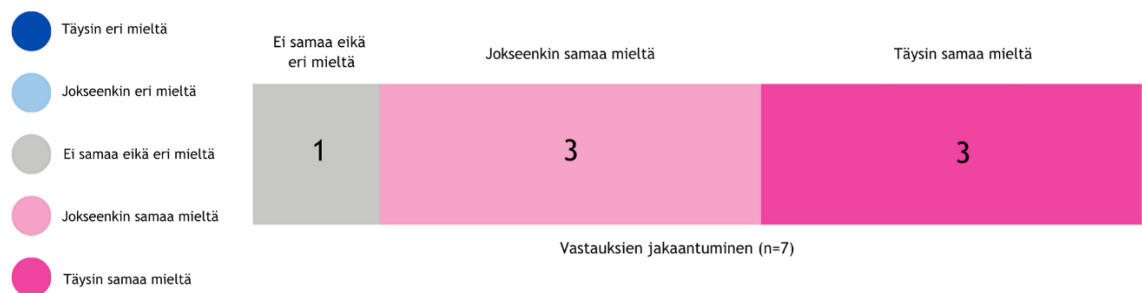 Täysin eri mieltä
Jokseenkin eri mieltä
Ei samaa eikä eri mieltä
Jokseenkin samaa mieltä
Täysin samaa mieltä
Ei samaa eikä
eri mieltä
Jokseenkin samaa mieltä
Täysin samaa mieltä
1
3
3
Vastauksien jakaantuminen (n=7)